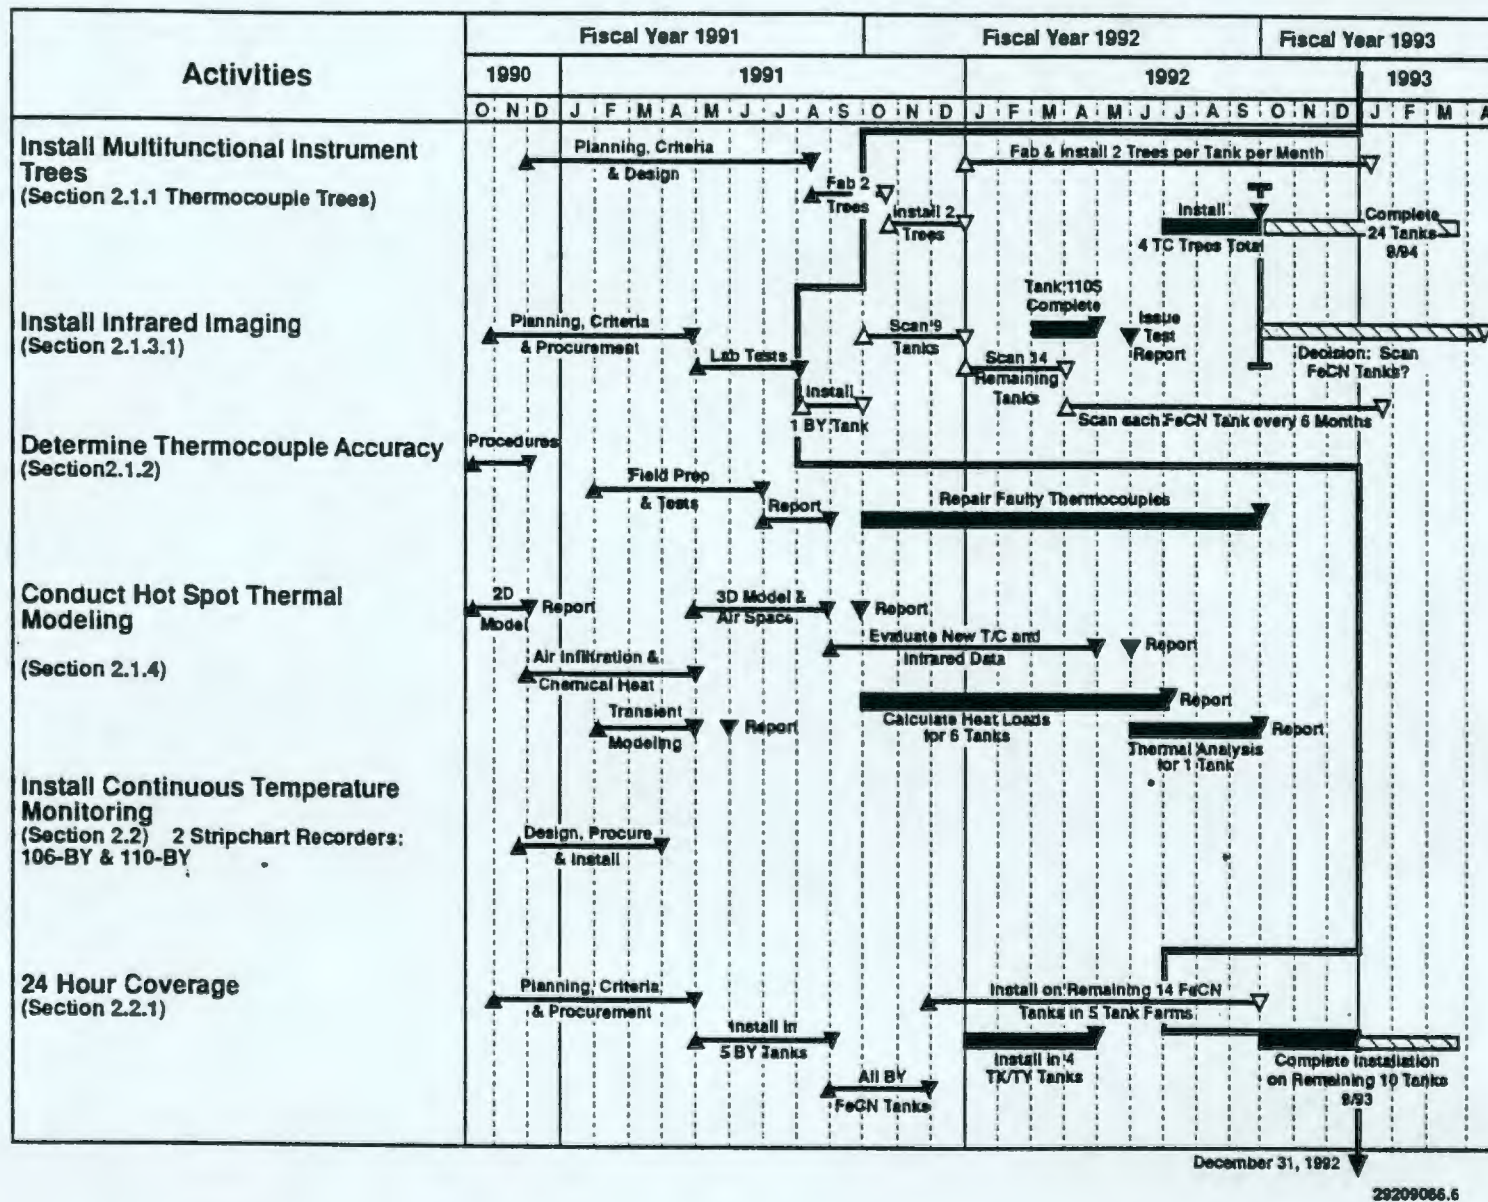 Activities
Fiscal Year 1991
Fiscal Year 1992
Fiscal Year 1993
1990
1991
1992
1993
O N D J F M A M J J A S O N D J F M A M J J A S O N D J F M A
Install Multifunctional Instrument
Trees
(Section 2.1.1 Thermocouple Trees)
Planning, Criteria
& Design
Fab 2
Trees
Install 2
Trees
Fab & Install 2 Trees per Tank per Month
Install
4 TC Trees Total
Complete
24 Tanks
9/94
Install Infrared Imaging
(Section 2.1.3.1)
Planning, Criteria
& Procurement
Lab Tests
Install
1 BY Tank
Scan 9
Tanks
Scan 14
Remaining
Tanks
Tank 1105
Complete
Issue
Test
Report
Decision: Scan
FeCN Tanks?
Scan each FeCN Tank every 6 Months
Determine Thermocouple Accuracy
(Section2.1.2)
Procedures
Field Prep
& Tests
Report
Repair Faulty Thermocouples
Conduct Hot Spot Thermal
Modeling
(Section 2.1.4)
2D
Model
Report
3D Model &
Air Space
Report
Evaluate New T/C and
Infrared Data
Report
Air Infiltration &
Chemical Heat
Calculate Heat Loads
for 6 Tanks
Report
Transient
Modeling
Report
Thermal Analysis
for 1 Tank
Report
Install Continuous Temperature
Monitoring
(Section 2.2) 2 Stripchart Recorders:
106-BY & 110-BY
Design, Procure
& Install
24 Hour Coverage
(Section 2.2.1)
Planning, Criteria
& Procurement
Install in
5 BY Tanks
All BY
FeCN Tanks
Install on Remaining 14 FeCN
Tanks in 5 Tank Farms
Install in 4
TX/TY Tanks
Complete Installation
on Remaining 10 Tanks
9/93
December 31, 1992
29209066.6